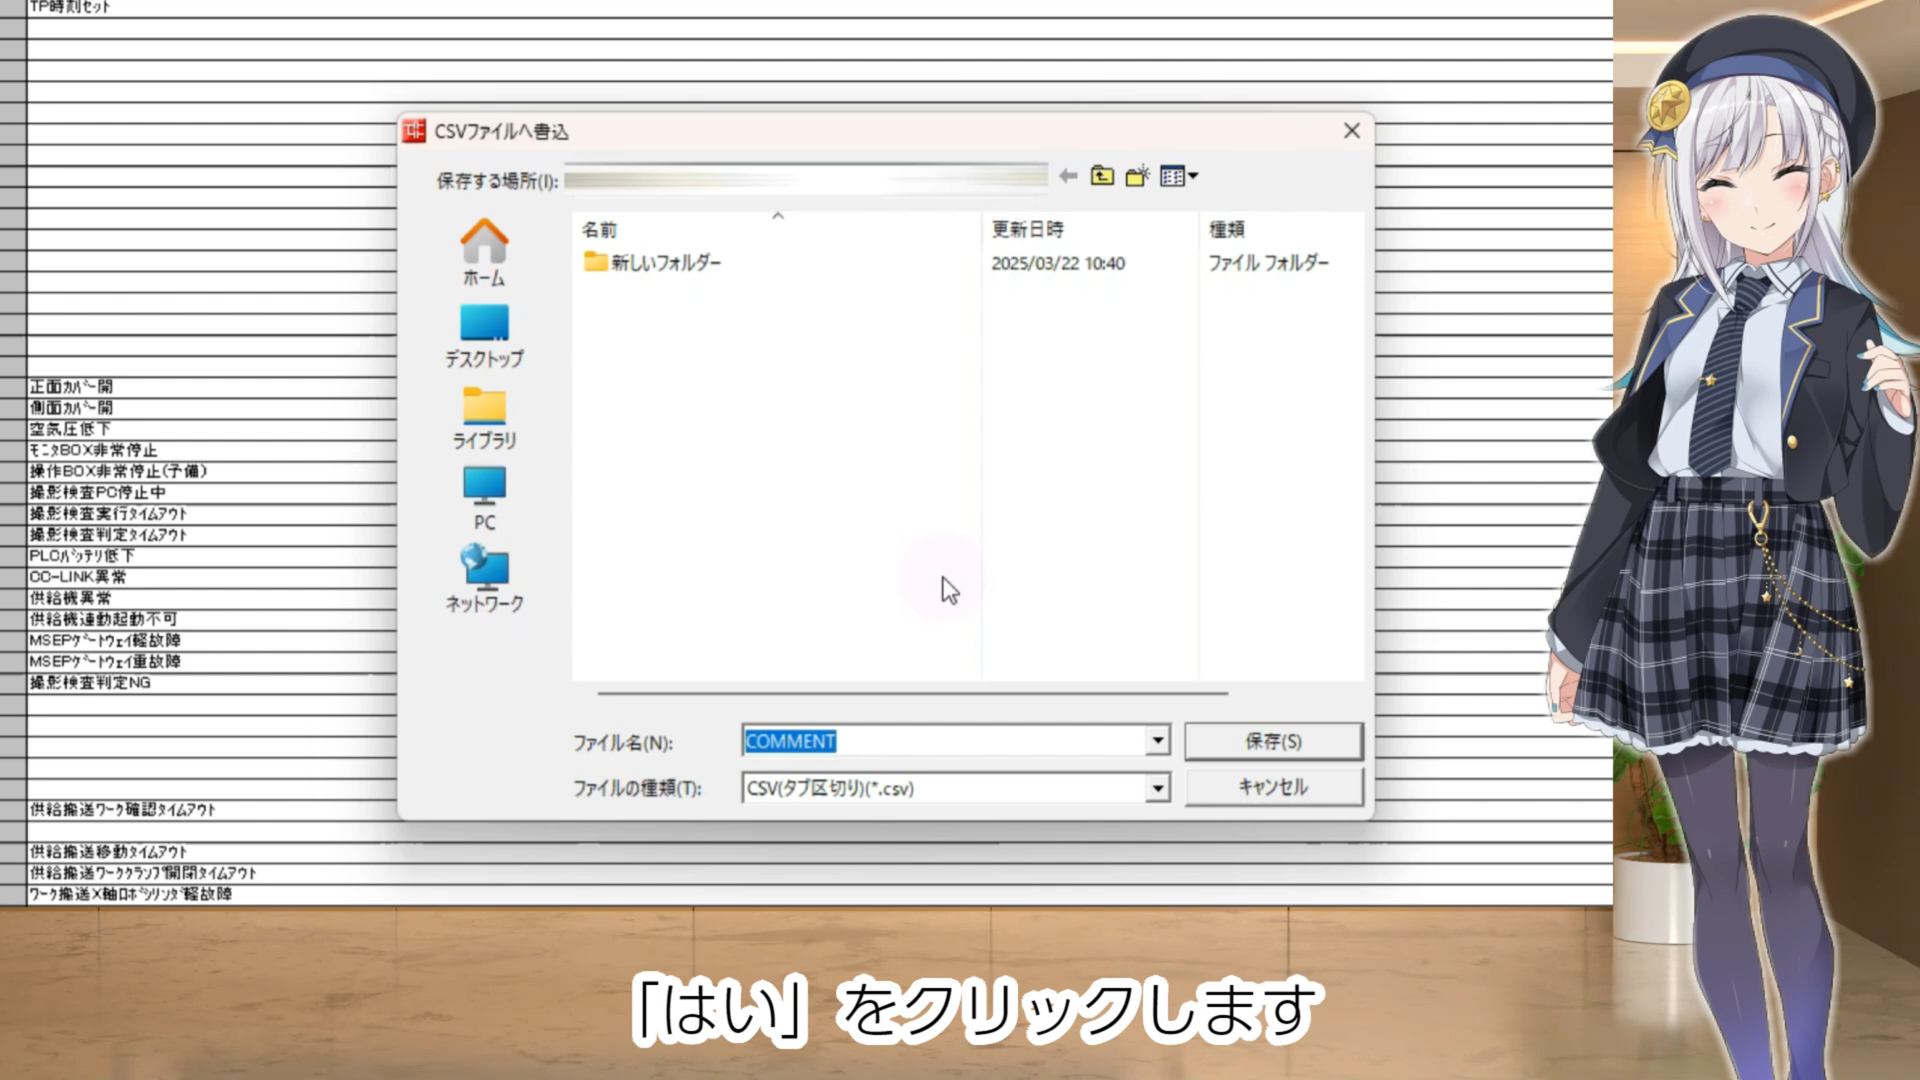 TP時刻セット
CSVファイルへ書込
保存する場所(I):
名前
更新日時
種類
新しいフォルダー
2025/03/22 10:40
ファイル フォルダー
ホーム
デスクトップ
ライブラリ
PC
ネットワーク
ファイル名(N):
COMMENT
保存(S)
ファイルの種類(T):
CSV(タブ区切り)(*.csv)
キャンセル
正面ｶﾊﾞｰ開
側面ｶﾊﾞｰ開
空気圧低下
ﾓﾆﾀBOX非常停止
操作BOX非常停止(予備)
撮影検査PC停止中
撮影検査実行ﾀｲﾑｱｳﾄ
撮影検査判定ﾀｲﾑｱｳﾄ
PLCﾊﾞｯﾃﾘ低下
CC-LINK異常
供給機異常
供給機連動起動不可
MSEPｹﾞｰﾄｳｪｲ軽故障
MSEPｹﾞｰﾄｳｪｲ重故障
撮影検査判定NG
供給搬送ﾜｰｸ確認ﾀｲﾑｱｳﾄ
供給搬送移動ﾀｲﾑｱｳﾄ
供給搬送ﾜｰｸｸﾗﾝﾌﾟ開閉ﾀｲﾑｱｳﾄ
ﾜｰｸ搬送X軸ﾛﾎﾞｼﾘﾝﾀﾞ軽故障
「はい」をクリックします